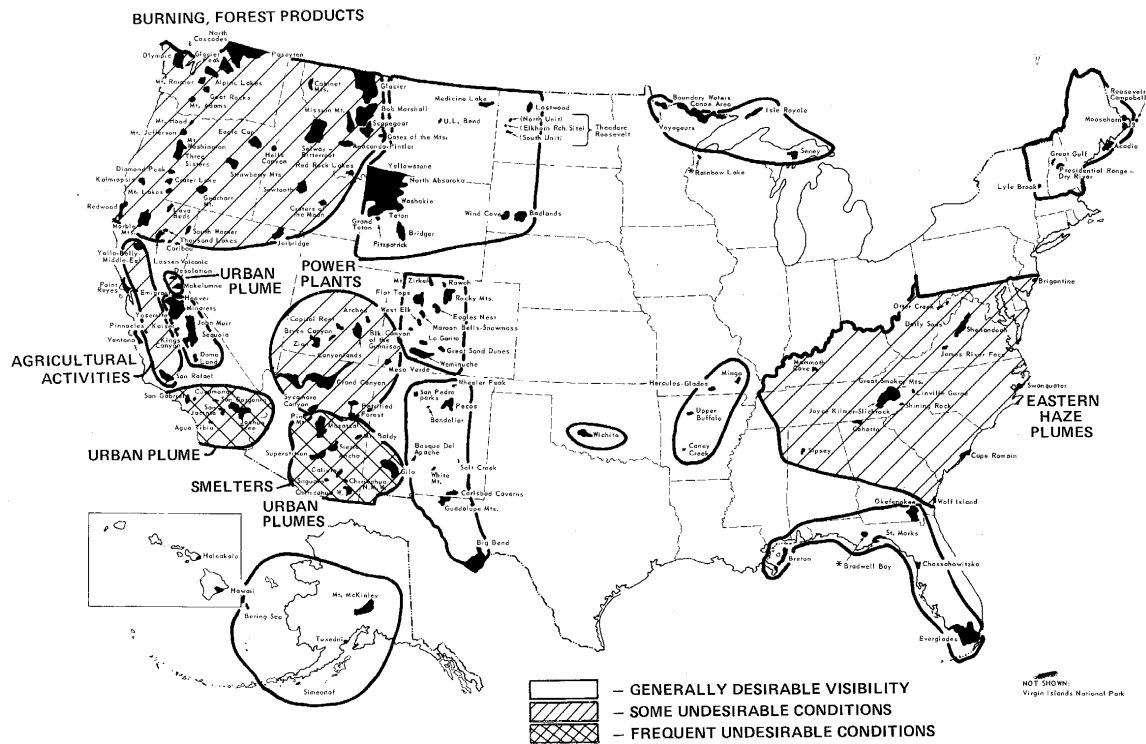 BURNING, FOREST PRODUCTS
North
Cascades
Olympic
Glacier
Peak
Pasayten
Mt. Rainier
Alpine Lakes
Goat Rocks
Mt. Adams
Mt. Hood
Mt. Jefferson
Mt.
Washington
Three
Sisters
Eagle Cap
Hells
Canyon
Strawberry Mts.
Diamond Peak
Kalmiopsis
Crater Lake
Mt. Lakes
Gearhart
Mt.
Redwood
Lava
Beds
Marble
Mts.
South Warner
Thousand Lakes
Caribou
Jarbridge
Cabinet
Mts.
Glacier
Mission Mt.
Bob Marshall
Scapegoat
Gates of the Mts.
Anaconda-Pintlar
Selway-
Bitterroot
Red Rock Lakes
Sawtooth
Craters of
the Moon
Medicine Lake
U.L. Bend
Lostwood
(North Unit)
(Elkhorn Rch. Site)
(South Unit)
Theodore
Roosevelt
Yellowstone
North Absaroka
Washakie
Teton
Grand
Teton
Bridger
Fitzpatrick
Wind Cave
Badlands
Boundary Waters
Canoe Area
Voyageurs
Isle Royale
Seney
*Rainbow Lake
Roosevelt
Campobello
Moosehorn
Acadia
Great Gulf
Presidential Range-
Dry River
Lyle Brook
Yolla-Bolly-
Middle-Eel
Lassen Volcanic
Desolation
Mokelumne
URBAN
PLUME
Point
Reyes
Emigrant
Hoover
Minarets
Yosemite
Pinnacles
Kaiser
John Muir
Sequoia
Kings
Canyon
Ventana
Dome
Land
San Rafael
AGRICULTURAL
ACTIVITIES
San Gabriel
Cucamonga
San Gorgonio
San
Jacinto
Joshua
Tree
Agua Tibia
URBAN PLUME
POWER
PLANTS
Capitol Reef
Arches
Bryce Canyon
Zion
Canyonlands
Grand Canyon
Sycamore
Canyon
Petrified
Forest
Mt. Zirkel
Rawah
Flat Tops
Rocky Mts.
West Elk
Eagles Nest
Maroon Bells-Snowmass
Blk. Canyon
of the
Gunnison
La Garita
Great Sand Dunes
Weminuche
Mesa Verde
Wheeler Peak
San Pedro
Parks
Pecos
Bandelier
Bosque Del
Apache
Salt Creek
White
Mt.
Carlsbad Caverns
Guadalupe Mts.
Big Bend
Pine
Mt.
Mazatzal
Mt. Baldy
Superstition
Sierra
Ancha
Gila
Galiuro
Saguaro
Chiricahua
N.M.
Chiricahua W.
SMELTERS
URBAN
PLUMES
Wichita
Hercules-Glades
Mingo
Upper
Buffalo
Caney
Creek
Brigantine
Otter Creek
Dolly Sods
Shenandoah
James River Face
Mammoth
Cave
Great Smokey Mts.
Linville Gorge
Shining Rock
Joyce Kilmer-Slickrock
Cohotta
Sipsey
Swanquater
Cape Romain
EASTERN
HAZE
PLUMES
Okefenokee
Wolf Island
St. Marks
Breton
*Bradwell Bay
Chassahowitzka
Everglades
Haleakala
Hawaii
Bering Sea
Mt. McKinley
Tuxedni
Simeonof
NOT SHOWN:
Virgin Islands National Park
– GENERALLY DESIRABLE VISIBILITY
– SOME UNDESIRABLE CONDITIONS
– FREQUENT UNDESIRABLE CONDITIONS